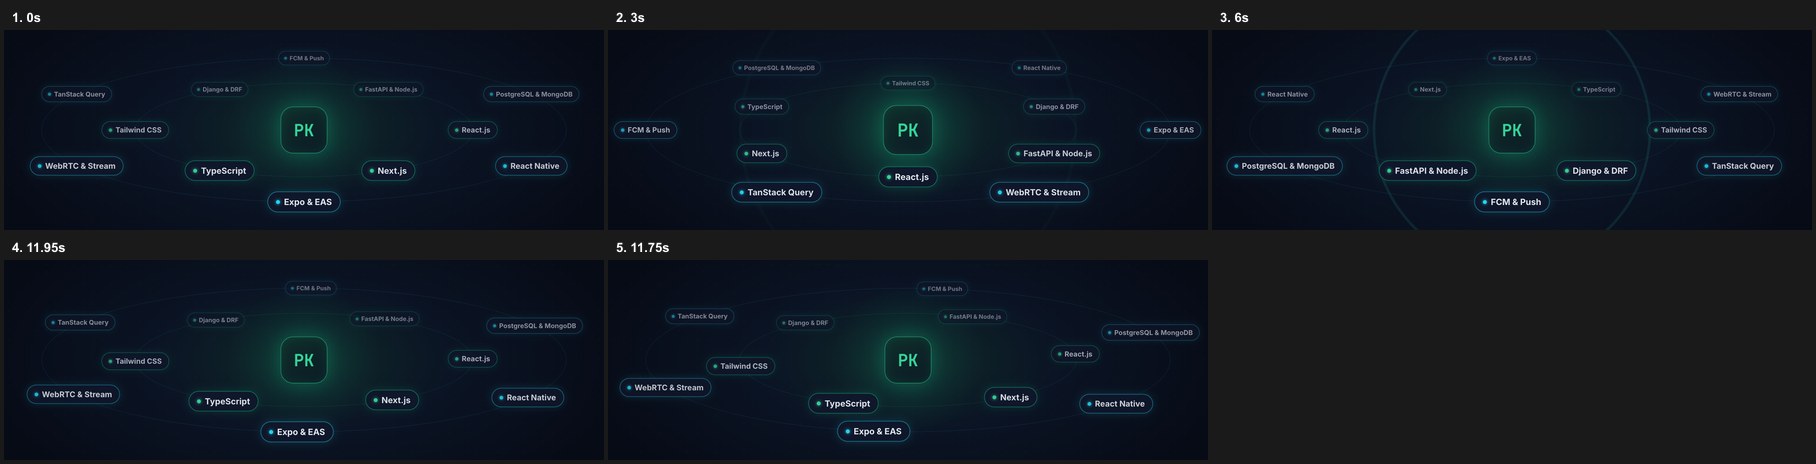 1. 0s
FCM & Push
Django & DRF
FastAPI & Node.js
TanStack Query
PostgreSQL & MongoDB
Tailwind CSS
PK
React.js
WebRTC & Stream
TypeScript
Next.js
React Native
Expo & EAS
2. 3s
PostgreSQL & MongoDB
React Native
Tailwind CSS
TypeScript
Django & DRF
FCM & Push
PK
Expo & EAS
Next.js
FastAPI & Node.js
React.js
TanStack Query
WebRTC & Stream
3. 6s
Expo & EAS
Next.js
TypeScript
React Native
WebRTC & Stream
React.js
PK
Tailwind CSS
PostgreSQL & MongoDB
FastAPI & Node.js
Django & DRF
TanStack Query
FCM & Push
4. 11.95s
FCM & Push
Django & DRF
FastAPI & Node.js
TanStack Query
PostgreSQL & MongoDB
Tailwind CSS
PK
React.js
WebRTC & Stream
TypeScript
Next.js
React Native
Expo & EAS
5. 11.75s
FCM & Push
TanStack Query
Django & DRF
FastAPI & Node.js
PostgreSQL & MongoDB
React.js
PK
Tailwind CSS
WebRTC & Stream
TypeScript
Next.js
React Native
Expo & EAS